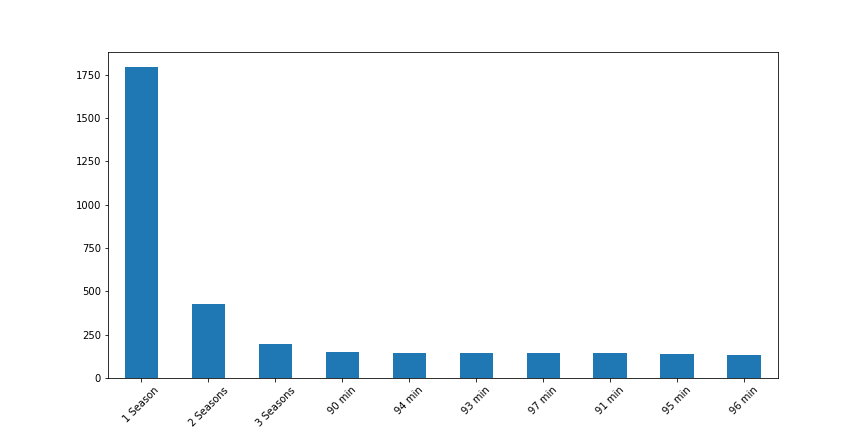 1750
1500
1250
1000
750
500
250
0
1 Season
2 Seasons
3 Seasons
90 min
94 min
93 min
97 min
91 min
95 min
96 min